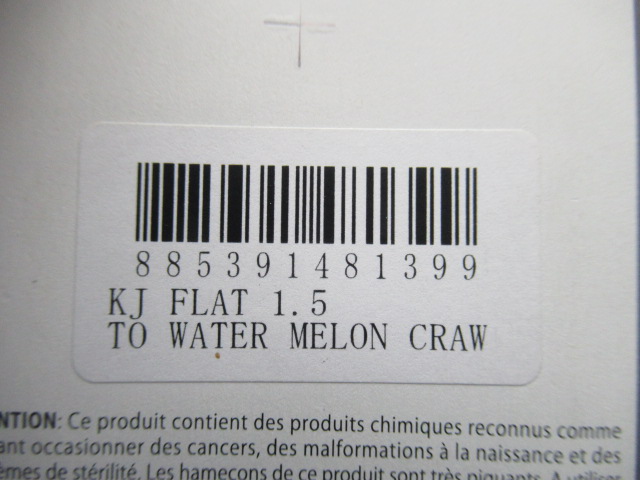 885391481399
KJ FLAT 1.5
TO WATER MELON CRAW
NTION: Ce produit contient des produits chimiques reconnus comme
ant occasionner des cancers, des malformations à la naissance et des
èmes de stérilité. Les hameçons de ce produit sont très piquants. A utiliser